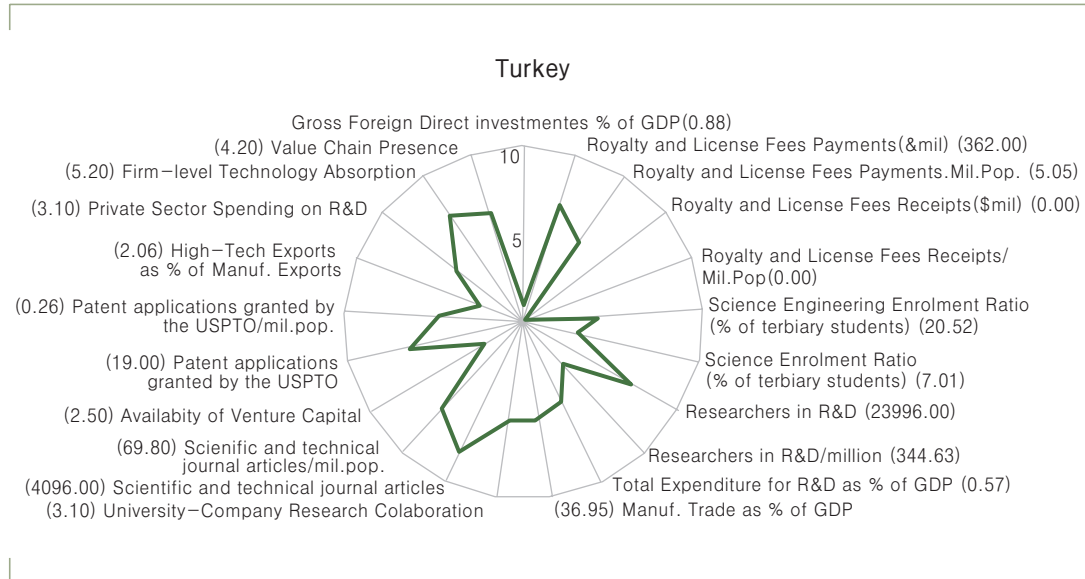 Turkey
Gross Foreign Direct investmentes % of GDP(0.88)
Royalty and License Fees Payments(&mil) (362.00)
Royalty and License Fees Payments.Mil.Pop. (5.05)
Royalty and License Fees Receipts($mil) (0.00)
Royalty and License Fees Receipts/
Mil.Pop(0.00)
Science Engineering Enrolment Ratio
(% of terbiary students) (20.52)
Science Enrolment Ratio
(% of terbiary students) (7.01)
Researchers in R&D (23996.00)
Researchers in R&D/million (344.63)
Total Expenditure for R&D as % of GDP (0.57)
(36.95) Manuf. Trade as % of GDP
(3.10) University-Company Research Colaboration
(4096.00) Scientific and technical journal articles
(69.80) Scienific and technical
journal articles/mil.pop.
(2.50) Availabity of Venture Capital
(19.00) Patent applications
granted by the USPTO
(0.26) Patent applications granted by
the USPTO/mil.pop.
(2.06) High-Tech Exports
as % of Manuf. Exports
(3.10) Private Sector Spending on R&D
(5.20) Firm-level Technology Absorption
(4.20) Value Chain Presence
10
5